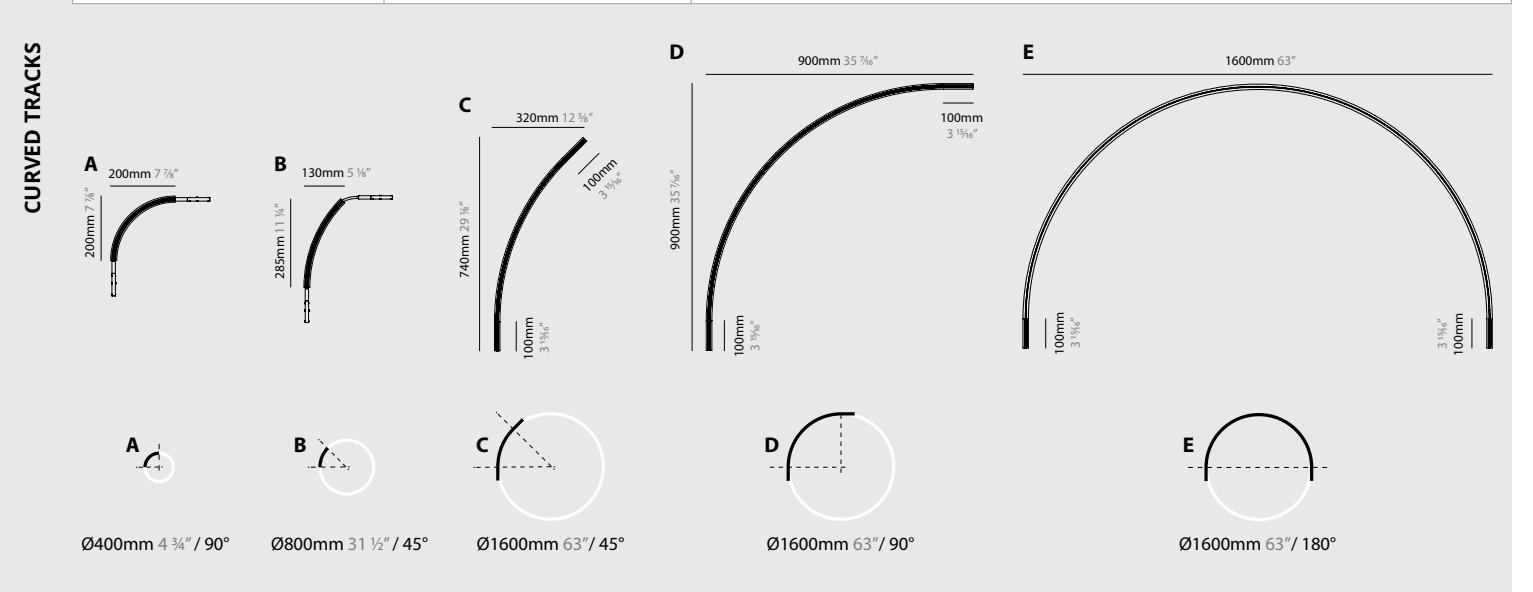 CURVED TRACKS
A
200mm 7 ⅞"
200mm 7 ⅞"
B
130mm 5 ⅛"
285mm 11 ¼"
C
320mm 12 ⅝"
740mm 29 ⅛"
100mm
3 ¹⁵⁄₁₆"
100mm
3 ¹⁵⁄₁₆"
D
900mm 35 ⁷⁄₁₆"
900mm 35 ⁷⁄₁₆"
100mm
3 ¹⁵⁄₁₆"
100mm
3 ¹⁵⁄₁₆"
E
1600mm 63"
100mm
3 ¹⁵⁄₁₆"
3 ¹⁵⁄₁₆"
100mm
A
Ø400mm 4 ¾"/ 90°
B
Ø800mm 31 ½"/ 45°
C
Ø1600mm 63"/ 45°
D
Ø1600mm 63"/ 90°
E
Ø1600mm 63"/ 180°